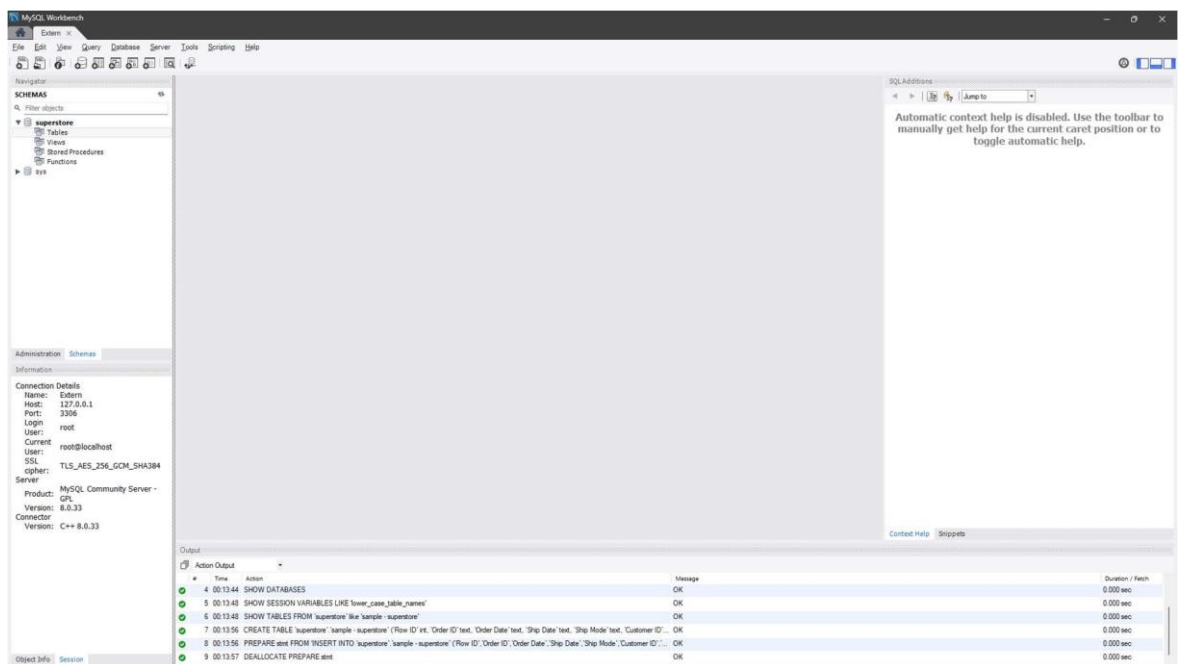 MySQL Workbench
Extern ×
File Edit View Query Database Server Tools Scripting Help
Navigator
SCHEMAS
Filter objects
superstore
Tables
Views
Stored Procedures
Functions
sys
Administration Schemas
Information
Connection Details
Name: Extern
Host: 127.0.0.1
Port: 3306
Login User: root
Current User: root@localhost
SSL cipher: TLS_AES_256_GCM_SHA384
Server
Product: MySQL Community Server - GPL
Version: 8.0.33
Connector
Version: C++ 8.0.33
Object Info Session
SQL Additions
Jump to
Automatic context help is disabled. Use the toolbar to
manually get help for the current caret position or to
toggle automatic help.
Context Help Snippets
Output
Action Output
# Time Action Message Duration / Fetch
4 00:13:44 SHOW DATABASES OK 0.000 sec
5 00:13:48 SHOW SESSION VARIABLES LIKE 'lower_case_table_names' OK 0.000 sec
6 00:13:48 SHOW TABLES FROM `superstore` like 'sample - superstore' OK 0.000 sec
7 00:13:56 CREATE TABLE `superstore`.`sample - superstore` (`Row ID` int, `Order ID` text, `Order Date` text, `Ship Date` text, `Ship Mode` text, `Customer ID`... OK 0.000 sec
8 00:13:56 PREPARE stmt FROM 'INSERT INTO `superstore`.`sample - superstore` (`Row ID`,`Order ID`,`Order Date`,`Ship Date`,`Ship Mode`,`Customer ID`,`... OK 0.000 sec
9 00:13:57 DEALLOCATE PREPARE stmt OK 0.000 sec